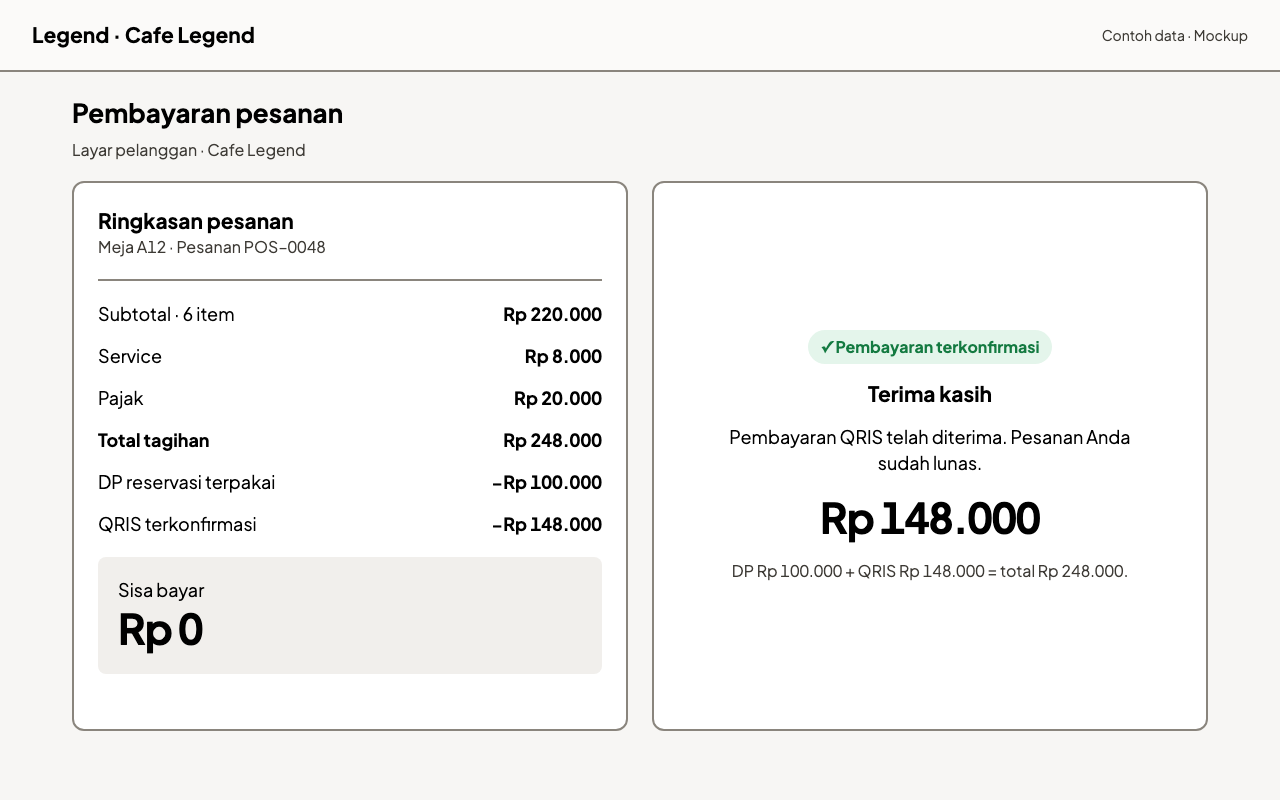 Legend · Cafe Legend
Contoh data · Mockup
Pembayaran pesanan
Layar pelanggan · Cafe Legend
Ringkasan pesanan
Meja A12 · Pesanan POS-0048
Subtotal · 6 item Rp 220.000
Service Rp 8.000
Pajak Rp 20.000
Total tagihan Rp 248.000
DP reservasi terpakai −Rp 100.000
QRIS terkonfirmasi −Rp 148.000
Sisa bayar
Rp 0
✓Pembayaran terkonfirmasi
Terima kasih
Pembayaran QRIS telah diterima. Pesanan Anda
sudah lunas.
Rp 148.000
DP Rp 100.000 + QRIS Rp 148.000 = total Rp 248.000.